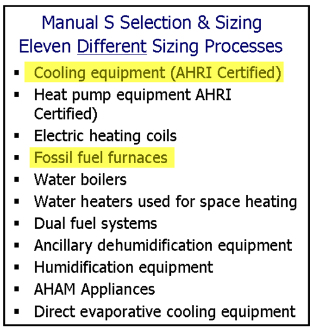 Manual S Selection & Sizing
Eleven Different Sizing Processes
▪ Cooling equipment (AHRI Certified)
▪ Heat pump equipment AHRI
Certified)
▪ Electric heating coils
▪ Fossil fuel furnaces
▪ Water boilers
▪ Water heaters used for space heating
▪ Dual fuel systems
▪ Ancillary dehumidification equipment
▪ Humidification equipment
▪ AHAM Appliances
▪ Direct evaporative cooling equipment